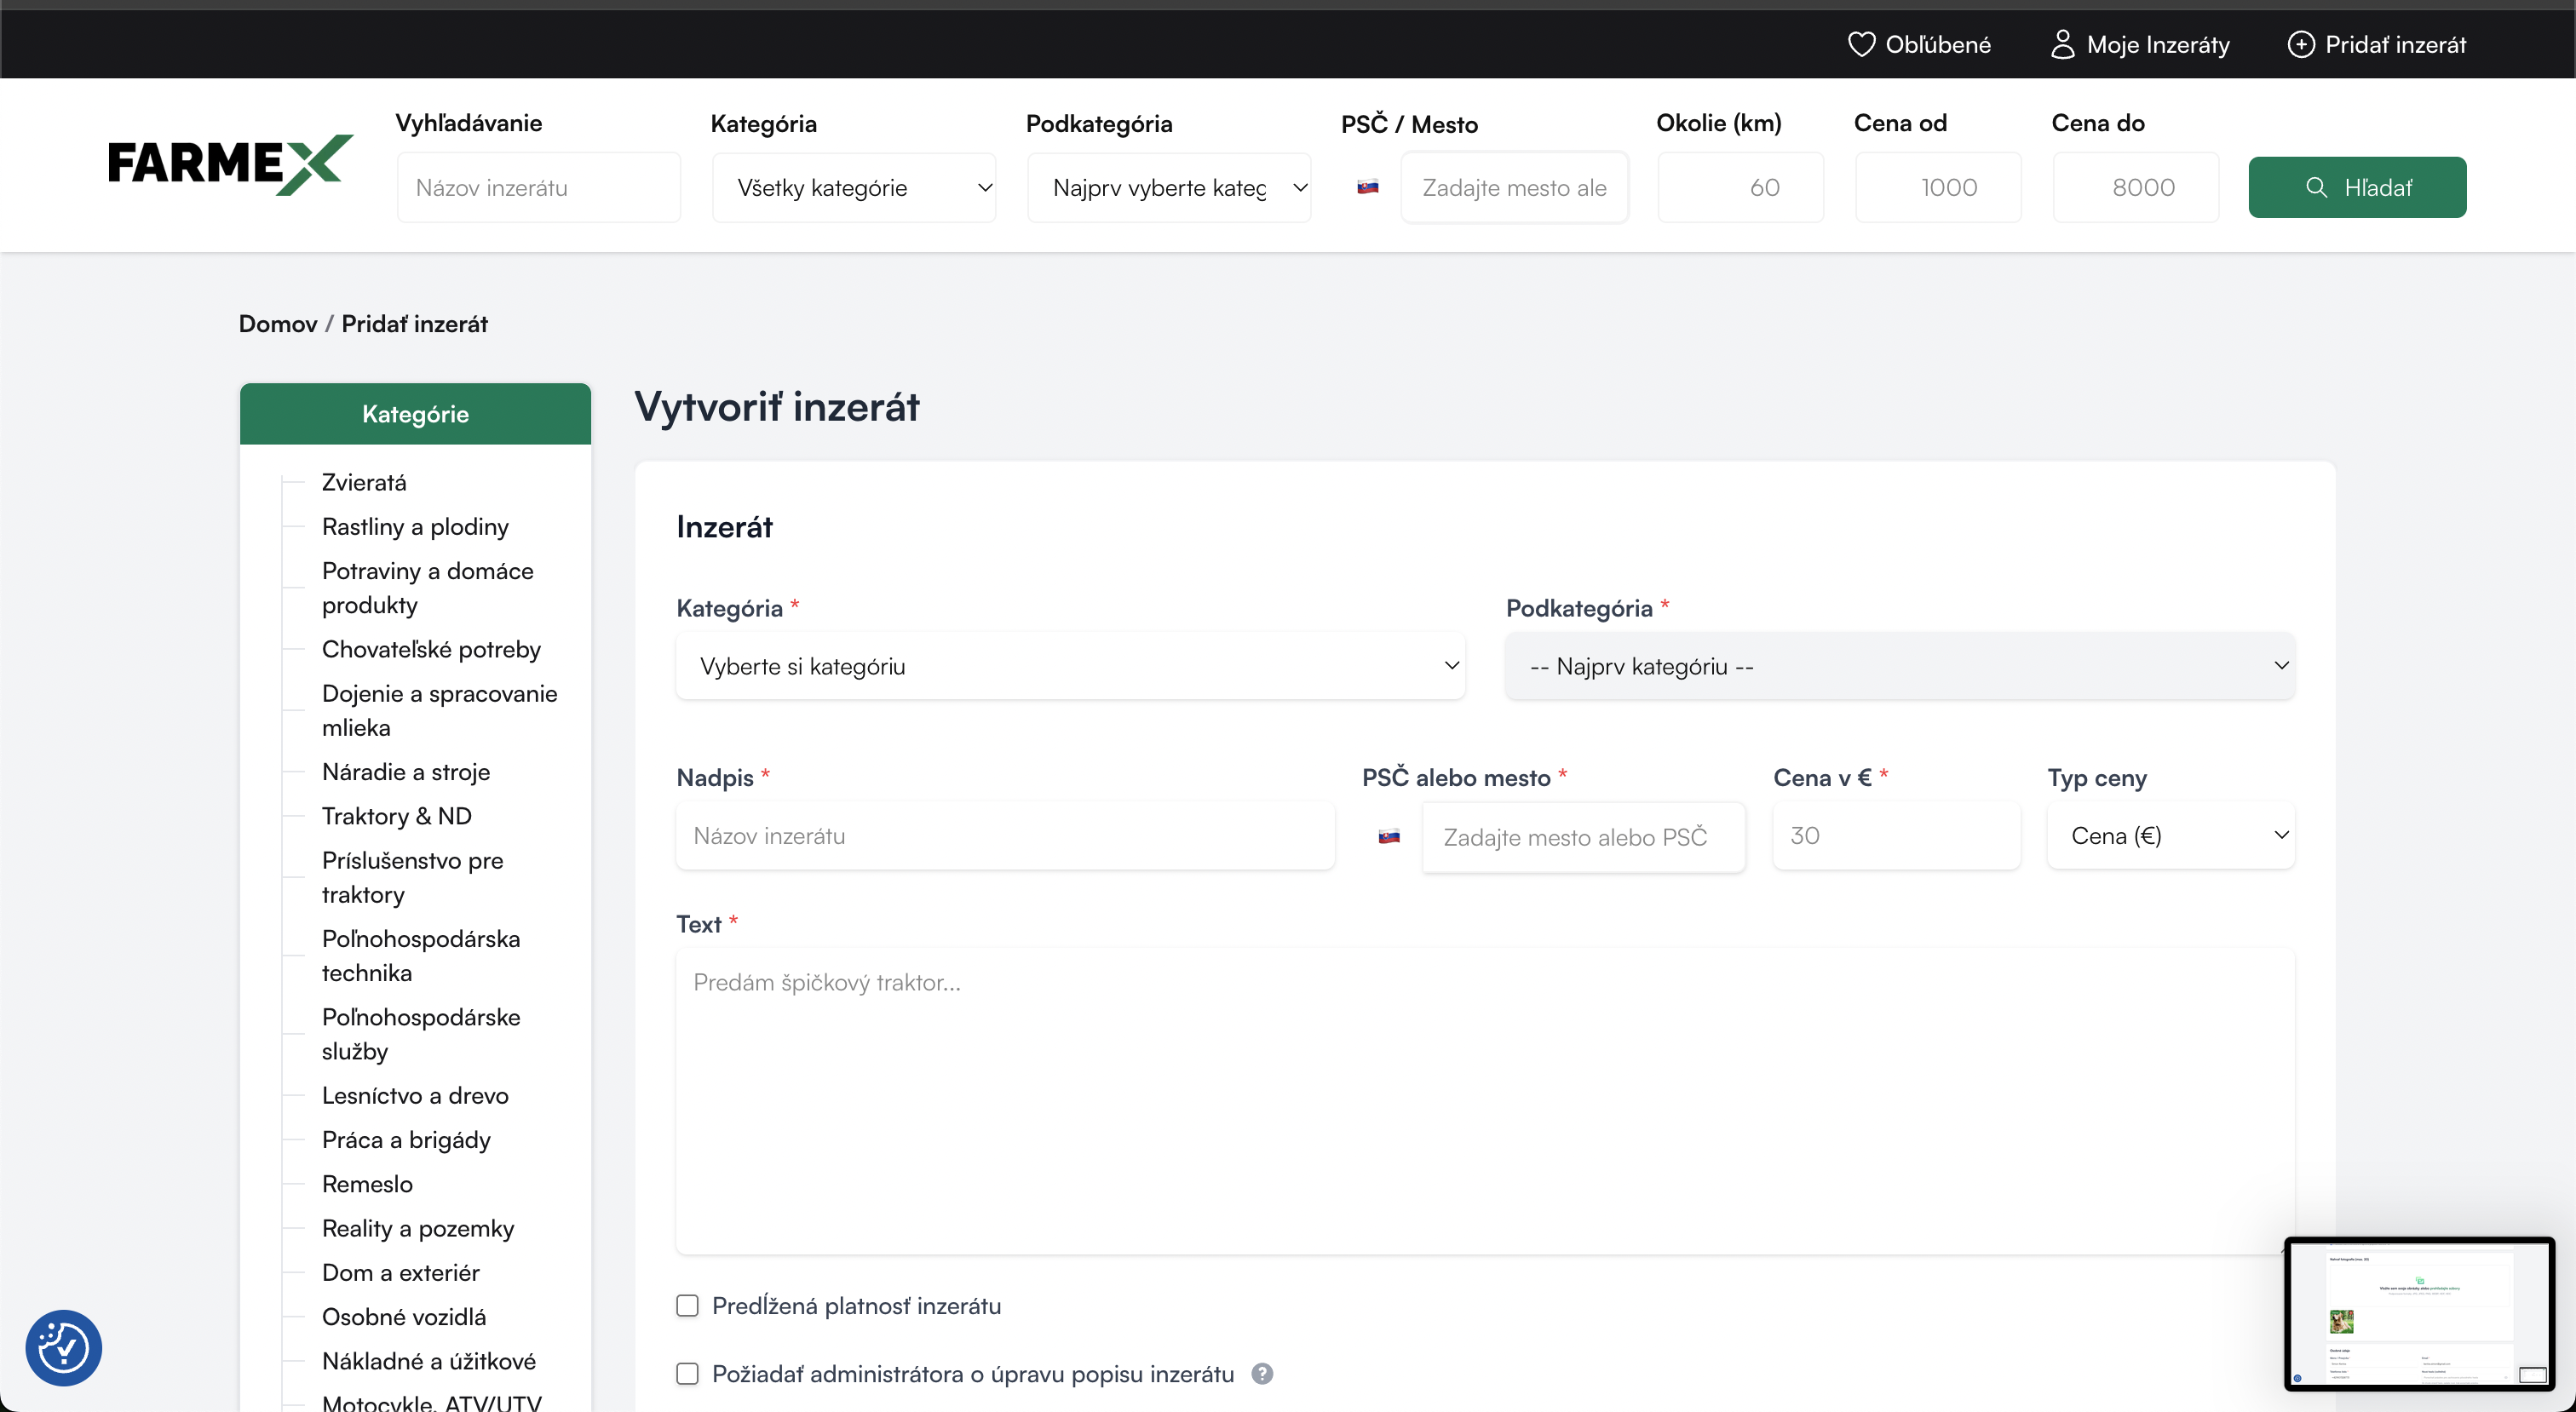 Obľúbené
Moje Inzeráty
Pridať inzerát
FARMEX
Vyhľadávanie
Názov inzerátu
Kategória
Všetky kategórie
Podkategória
Najprv vyberte kateg
PSČ / Mesto
Zadajte mesto ale
Okolie (km)
60
Cena od
1000
Cena do
8000
Hľadať
Domov / Pridať inzerát
Kategórie
Zvieratá
Rastliny a plodiny
Potraviny a domáce
produkty
Chovateľské potreby
Dojenie a spracovanie
mlieka
Náradie a stroje
Traktory & ND
Príslušenstvo pre
traktory
Poľnohospodárska
technika
Poľnohospodárske
služby
Lesníctvo a drevo
Práca a brigády
Remeslo
Reality a pozemky
Dom a exteriér
Osobné vozidlá
Nákladné a úžitkové
Motocykle, ATV/UTV
Vytvoriť inzerát
Inzerát
Kategória *
Vyberte si kategóriu
Podkategória *
-- Najprv kategóriu --
Nadpis *
Názov inzerátu
PSČ alebo mesto *
Zadajte mesto alebo PSČ
Cena v € *
30
Typ ceny
Cena (€)
Text *
Predám špičkový traktor...
Predĺžená platnosť inzerátu
Požiadať administrátora o úpravu popisu inzerátu ?